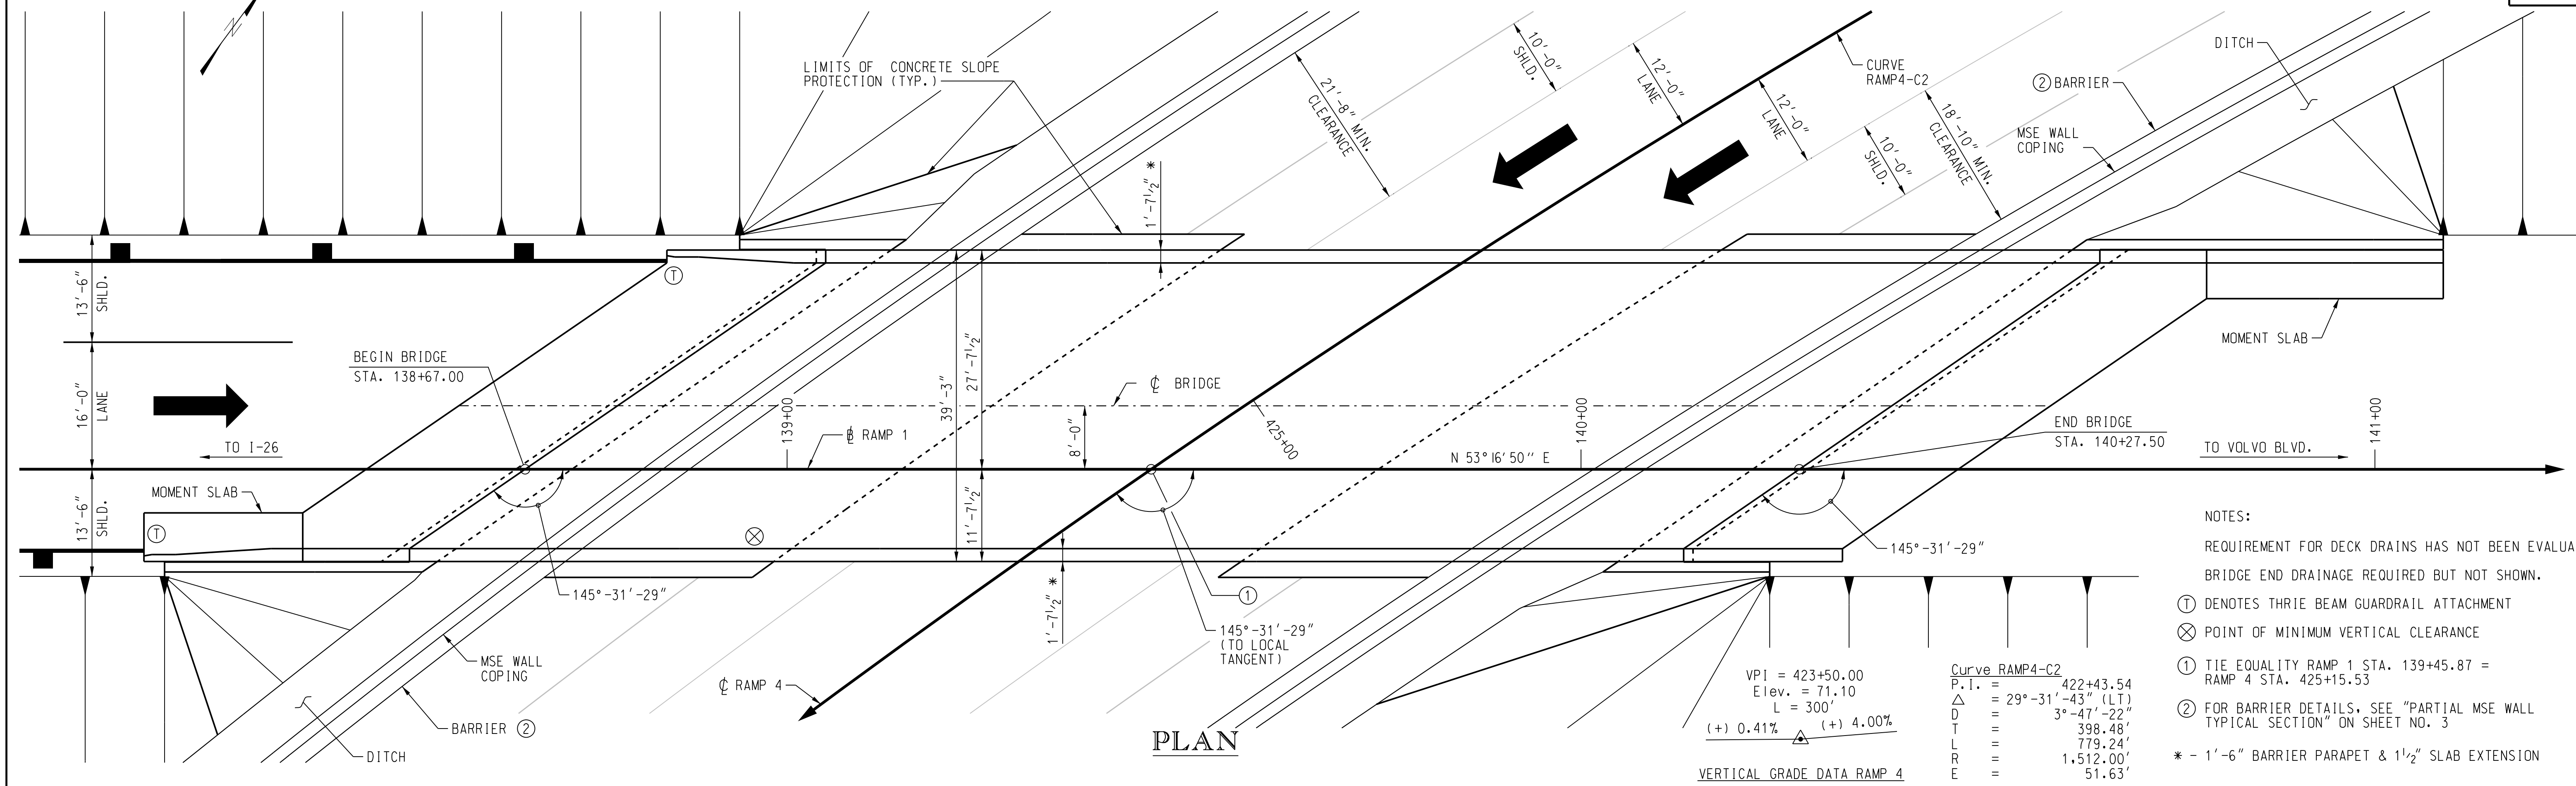 N
LIMITS OF CONCRETE SLOPE
PROTECTION (TYP.)
21'-8" MIN.
CLEARANCE
10'-0"
SHLD.
12'-0"
LANE
12'-0"
LANE
CURVE
RAMP4-C2
18'-10" MIN.
CLEARANCE
10'-0"
SHLD.
② BARRIER
MSE WALL
COPING
DITCH
1'-7 1/2" *
13'-6"
SHLD.
T
16'-0"
LANE
BEGIN BRIDGE
STA. 138+67.00
TO I-26
39'-3"
27'-7 1/2"
℄ BRIDGE
8'-0"
139+00
B RAMP 1
425+00
N 53°16'50" E
140+00
END BRIDGE
STA. 140+27.50
TO VOLVO BLVD.
141+00
MOMENT SLAB
MOMENT SLAB
13'-6"
SHLD.
T
11'-7 1/2"
145°-31'-29"
1'-7 1/2" *
①
145°-31'-29"
(TO LOCAL
TANGENT)
145°-31'-29"
MSE WALL
COPING
BARRIER ②
DITCH
℄ RAMP 4
PLAN
VPI = 423+50.00
Elev. = 71.10
L = 300'
(+) 0.41% (+) 4.00%
VERTICAL GRADE DATA RAMP 4
Curve RAMP4-C2
P.I. = 422+43.54
△ = 29°-31'-43" (LT)
D = 3°-47'-22"
T = 398.48'
L = 779.24'
R = 1,512.00'
E = 51.63'
NOTES:
REQUIREMENT FOR DECK DRAINS HAS NOT BEEN EVALUA
BRIDGE END DRAINAGE REQUIRED BUT NOT SHOWN.
Ⓣ DENOTES THRIE BEAM GUARDRAIL ATTACHMENT
⊗ POINT OF MINIMUM VERTICAL CLEARANCE
① TIE EQUALITY RAMP 1 STA. 139+45.87 =
RAMP 4 STA. 425+15.53
② FOR BARRIER DETAILS, SEE "PARTIAL MSE WALL
TYPICAL SECTION" ON SHEET NO. 3
* - 1'-6" BARRIER PARAPET & 1 1/2" SLAB EXTENSION